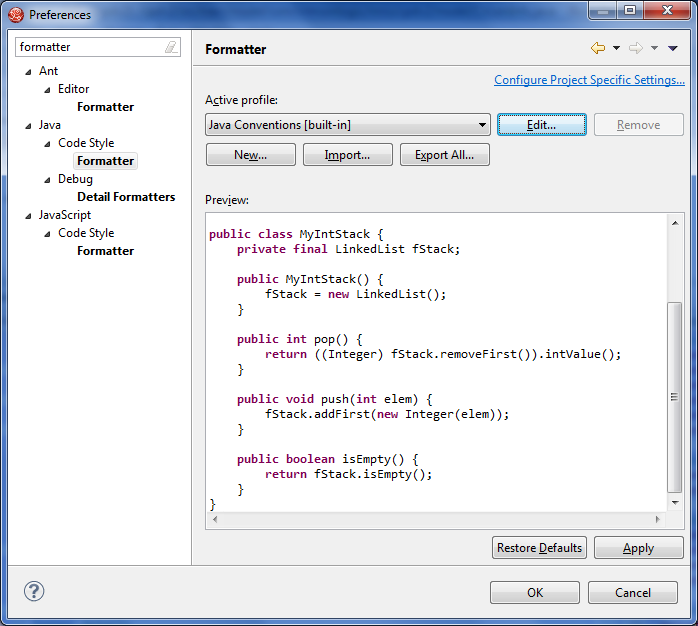 Preferences
formatter
Ant
Editor
Formatter
Java
Code Style
Formatter
Debug
Detail Formatters
JavaScript
Code Style
Formatter
Formatter
Configure Project Specific Settings...
Active profile:
Java Conventions [built-in]
Edit...
Remove
New...
Import...
Export All...
Preview:
public class MyIntStack {
    private final LinkedList fStack;
    public MyIntStack() {
        fStack = new LinkedList();
    }
    public int pop() {
        return ((Integer) fStack.removeFirst()).intValue();
    }
    public void push(int elem) {
        fStack.addFirst(new Integer(elem));
    }
    public boolean isEmpty() {
        return fStack.isEmpty();
    }
}
Restore Defaults
Apply
?
OK
Cancel